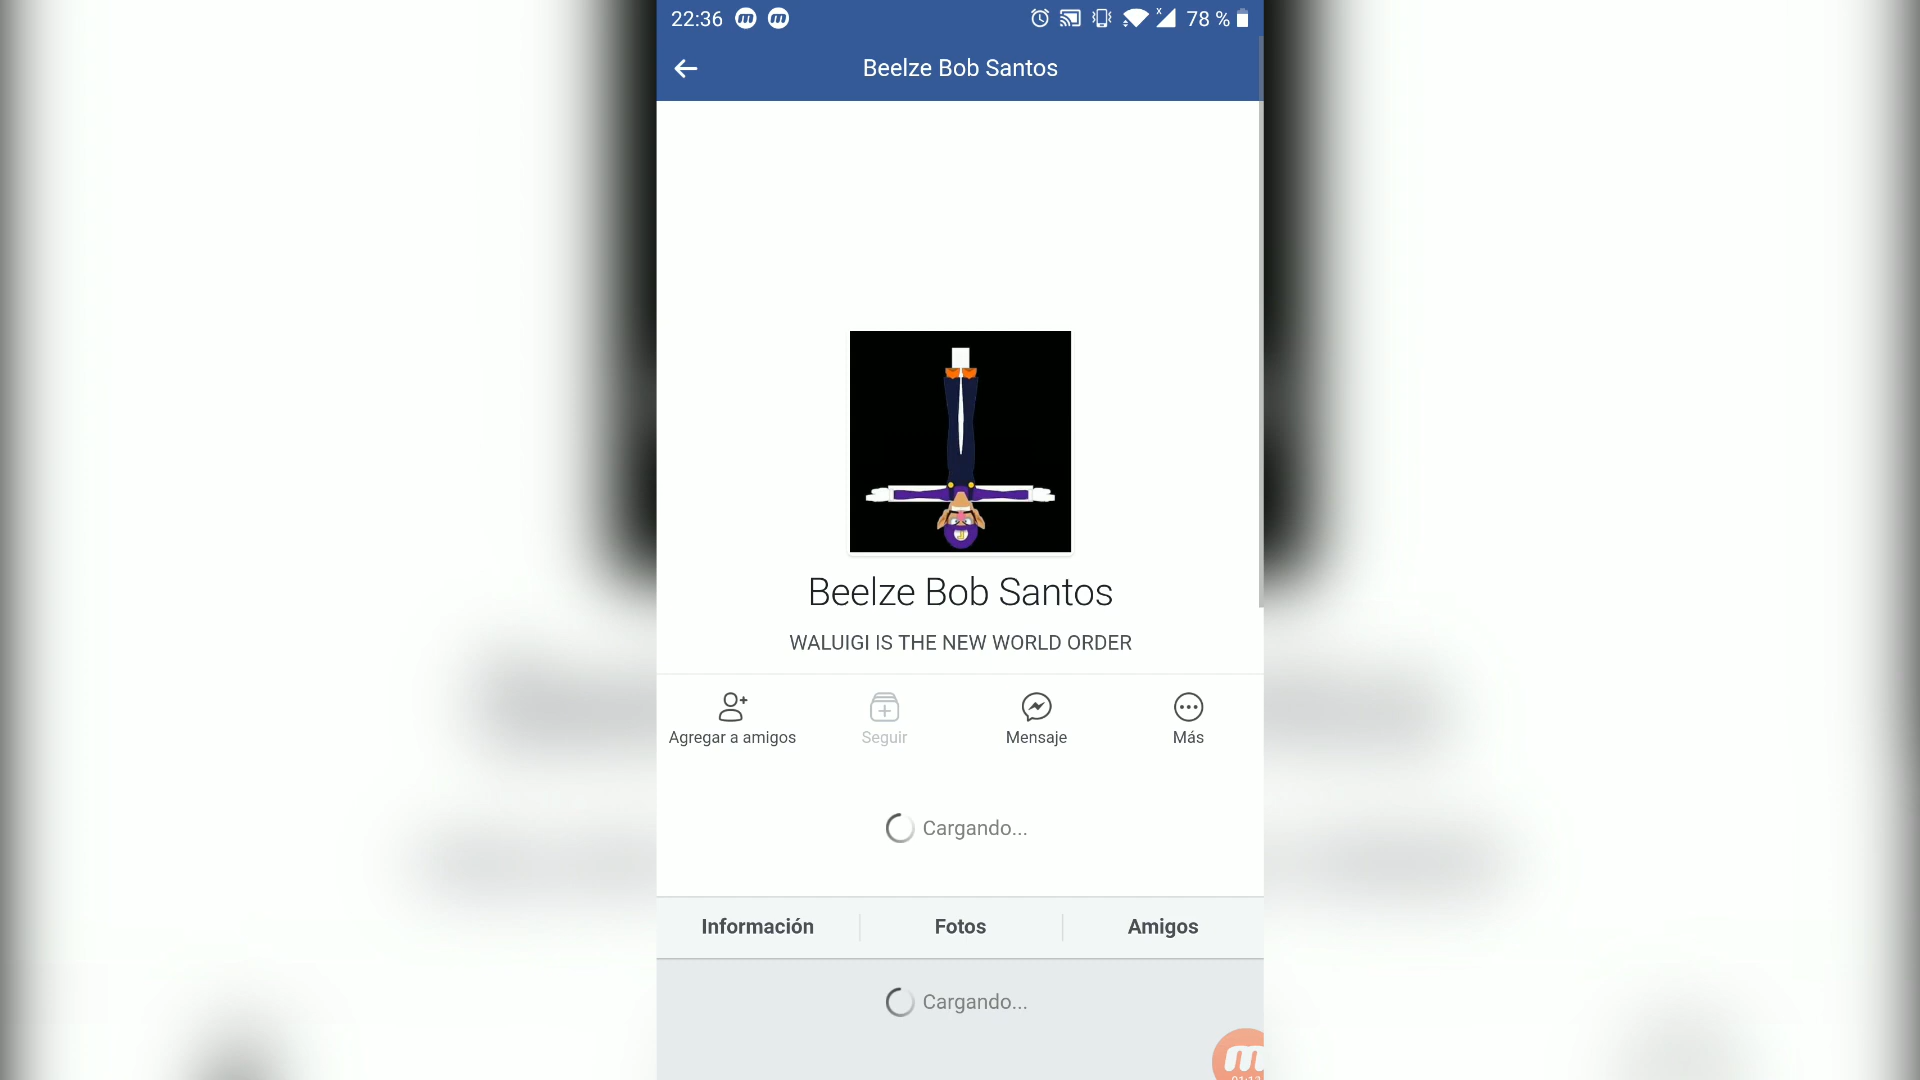 22:36
78 %
Beelze Bob Santos
Beelze Bob Santos
WALUIGI IS THE NEW WORLD ORDER
Agregar a amigos
Seguir
Mensaje
Más
Cargando...
Información
Fotos
Amigos
Cargando...